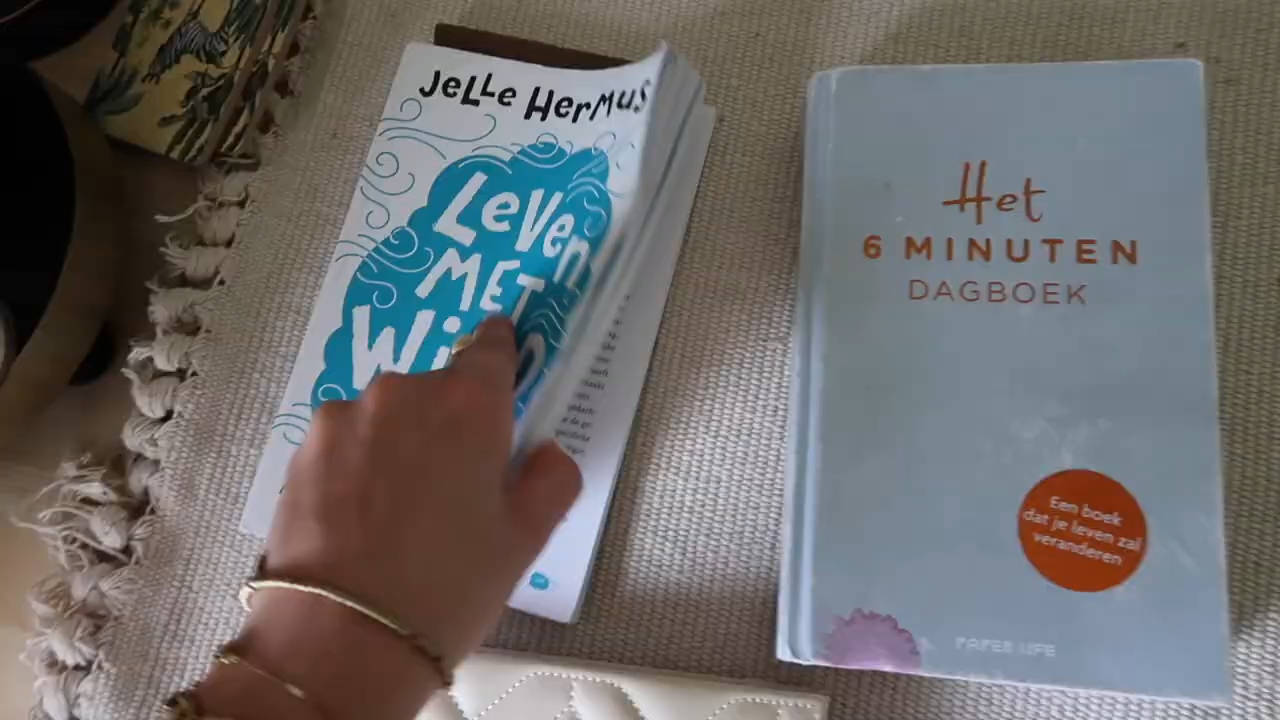 JELLE HERMUS
LEVEN
MET
Het
6 MINUTEN
DAGBOEK
Een boek
dat je leven zal
veranderen
PAPER LIFE